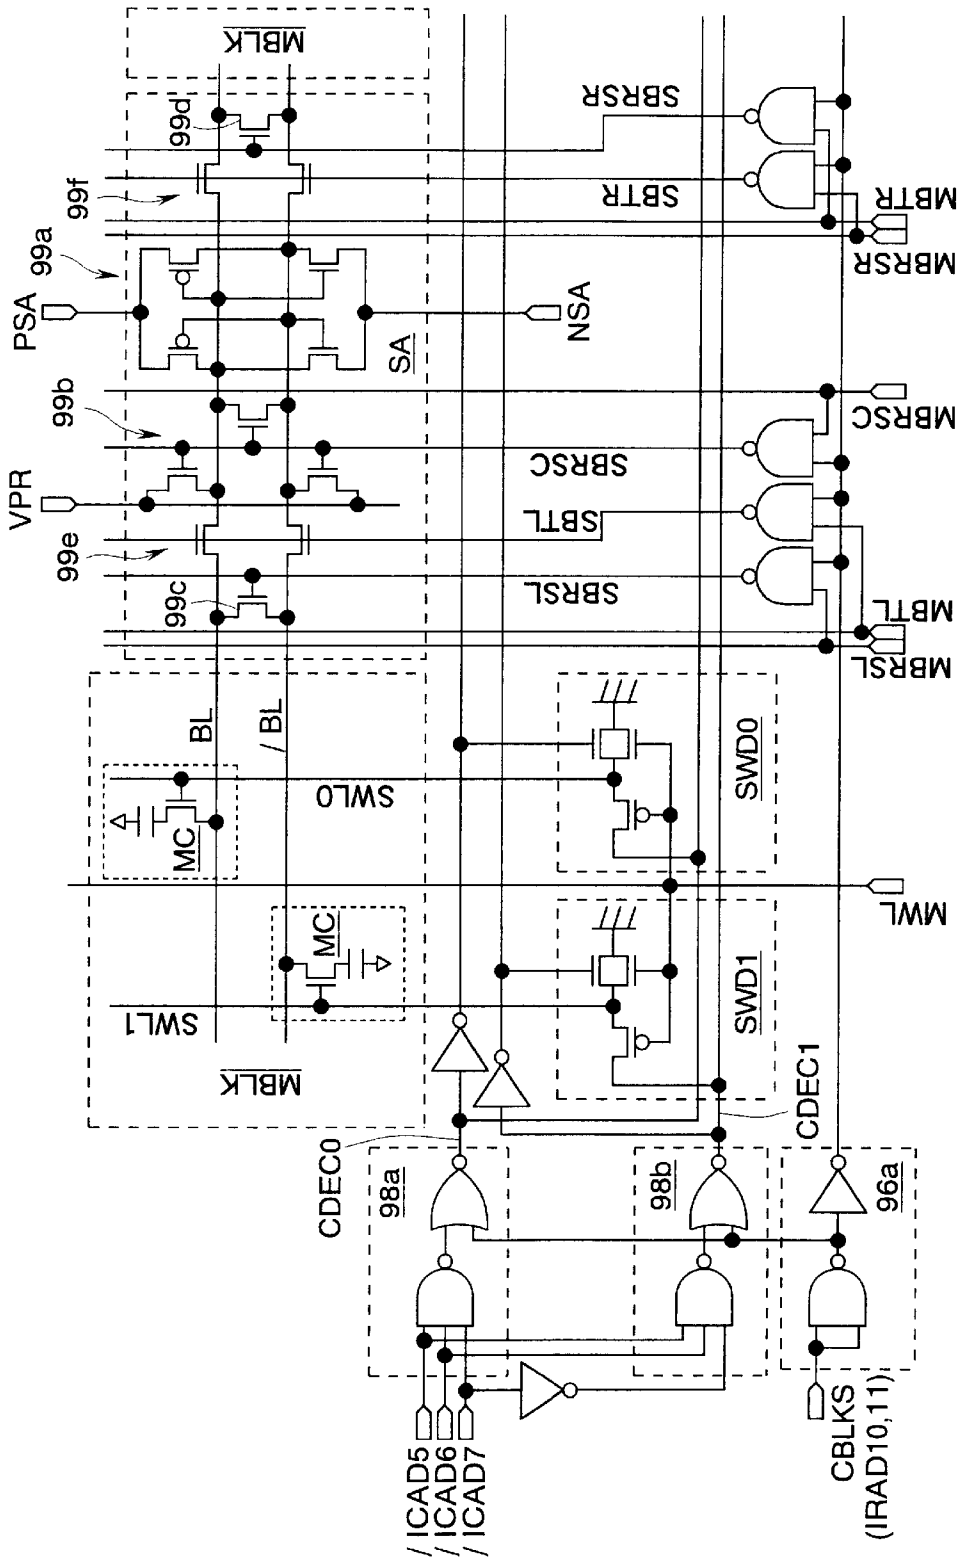 PSA
99a
99f
99d
MBLK
VPR
99b
99e
99c
SA
NSA
BL
/ BL
MC
SWL0
MC
SWL1
MBLK
SBRSR
SBTR
SBRSC
SBTL
SBRSL
MBTR
MBRSR
MBRSC
MBTL
MBRSL
SWD0
SWD1
MWL
CDEC0
CDEC1
98a
98b
96a
/ ICAD5
/ ICAD6
/ ICAD7
CBLKS
(IRAD10,11)